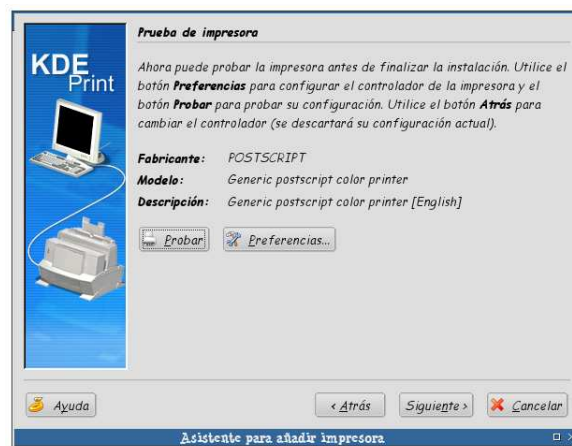 Prueba de impresora
KDE
Print
Ahora puede probar la impresora antes de finalizar la instalación. Utilice el
botón Preferencias para configurar el controlador de la impresora y el
botón Probar para probar su configuración. Utilice el botón Atrás para
cambiar el controlador (se descartará su configuración actual).
Fabricante: POSTSCRIPT
Modelo: Generic postscript color printer
Descripción: Generic postscript color printer [English]
Probar Preferencias...
Ayuda < Atrás Siguiente > Cancelar
Asistente para añadir impresora